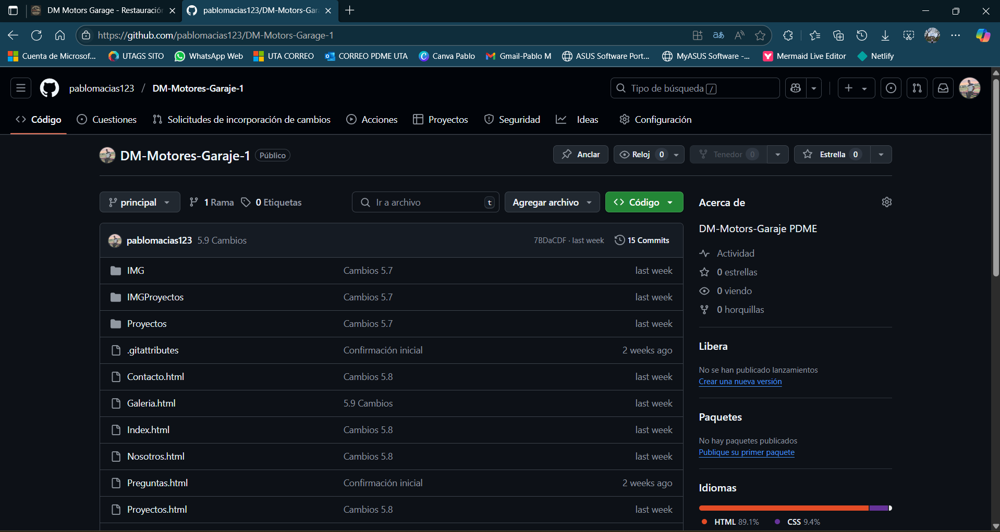 DM Motors Garage - Restauración
pablomacias123/DM-Motors-Gar
https://github.com/pablomacias123/DM-Motors-Garage-1
Cuenta de Microsof...
UTAGS SITO
WhatsApp Web
UTA CORREO
CORREO PDME UTA
Canva Pablo
Gmail-Pablo M
ASUS Software Port...
MyASUS Software -...
Mermaid Live Editor
Netlify
pablomacias123 / DM-Motores-Garaje-1
Tipo de búsqueda /
Código
Cuestiones
Solicitudes de incorporación de cambios
Acciones
Proyectos
Seguridad
Ideas
Configuración
DM-Motores-Garaje-1 Público
Anclar
Reloj 0
Tenedor 0
Estrella 0
principal
1 Rama
0 Etiquetas
Ir a archivo t
Agregar archivo
Código
pablomacias123 5.9 Cambios 7BDaCDF · last week 15 Commits
IMG Cambios 5.7 last week
IMGProyectos Cambios 5.7 last week
Proyectos Cambios 5.7 last week
.gitattributes Confirmación inicial 2 weeks ago
Contacto.html Cambios 5.8 last week
Galeria.html 5.9 Cambios last week
Index.html Cambios 5.8 last week
Nosotros.html Cambios 5.8 last week
Preguntas.html Confirmación inicial 2 weeks ago
Proyectos.html Cambios 5.8 last week
Acerca de
DM-Motors-Garaje PDME
Actividad
0 estrellas
0 viendo
0 horquillas
Libera
No se han publicado lanzamientos
Crear una nueva versión
Paquetes
No hay paquetes publicados
Publique su primer paquete
Idiomas
HTML 89.1% CSS 9.4%